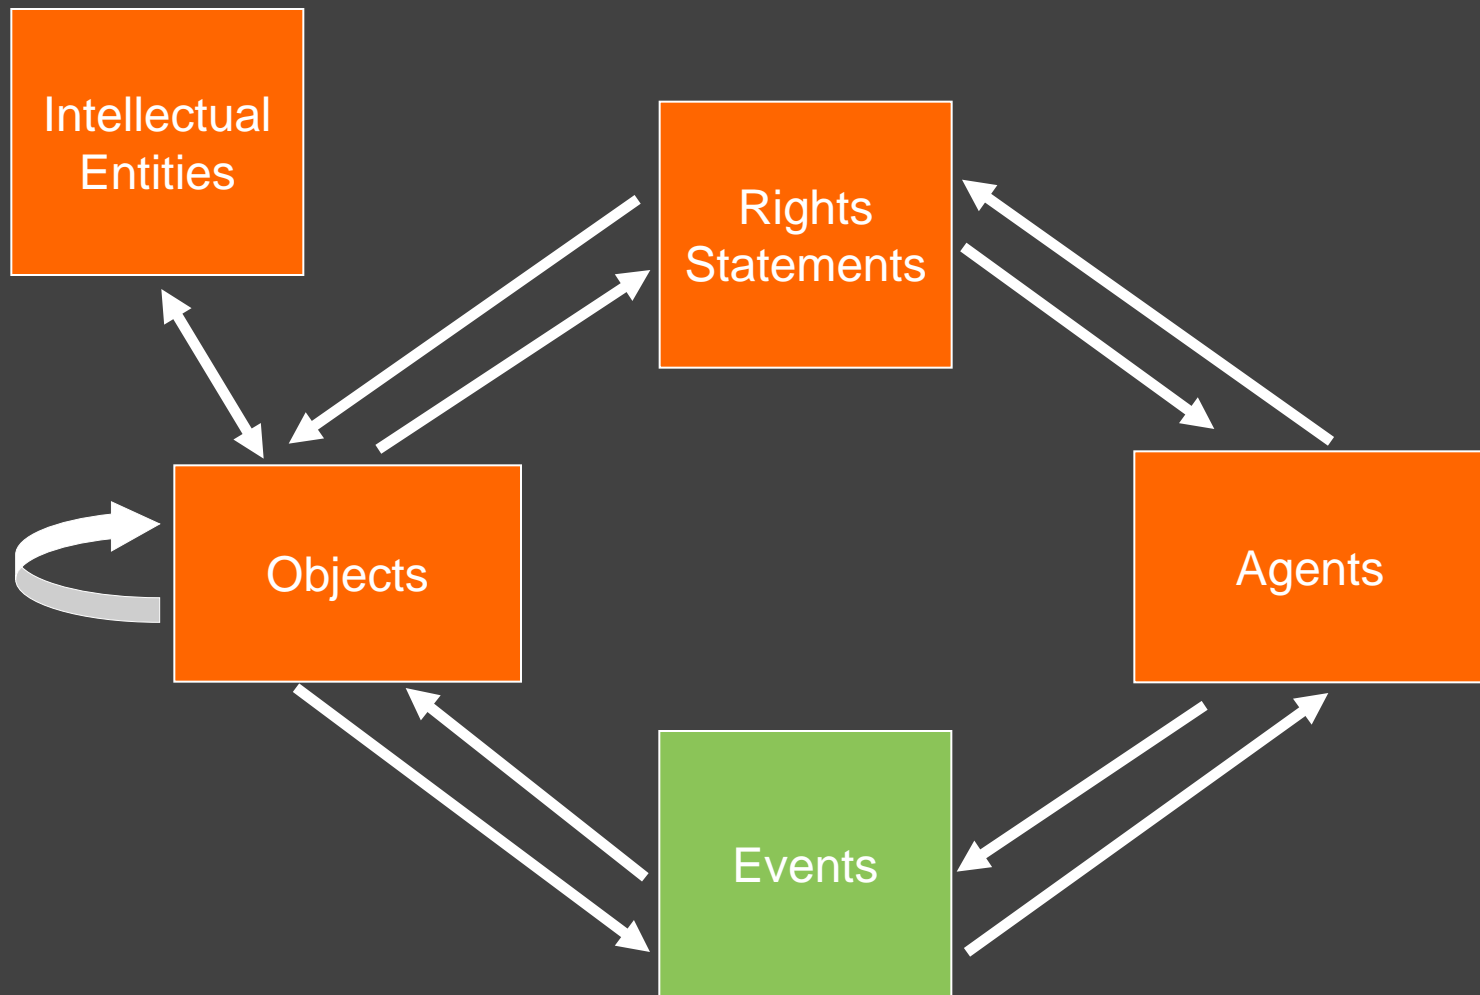 Intellectual
Entities
Rights
Statements
Objects
Agents
Events